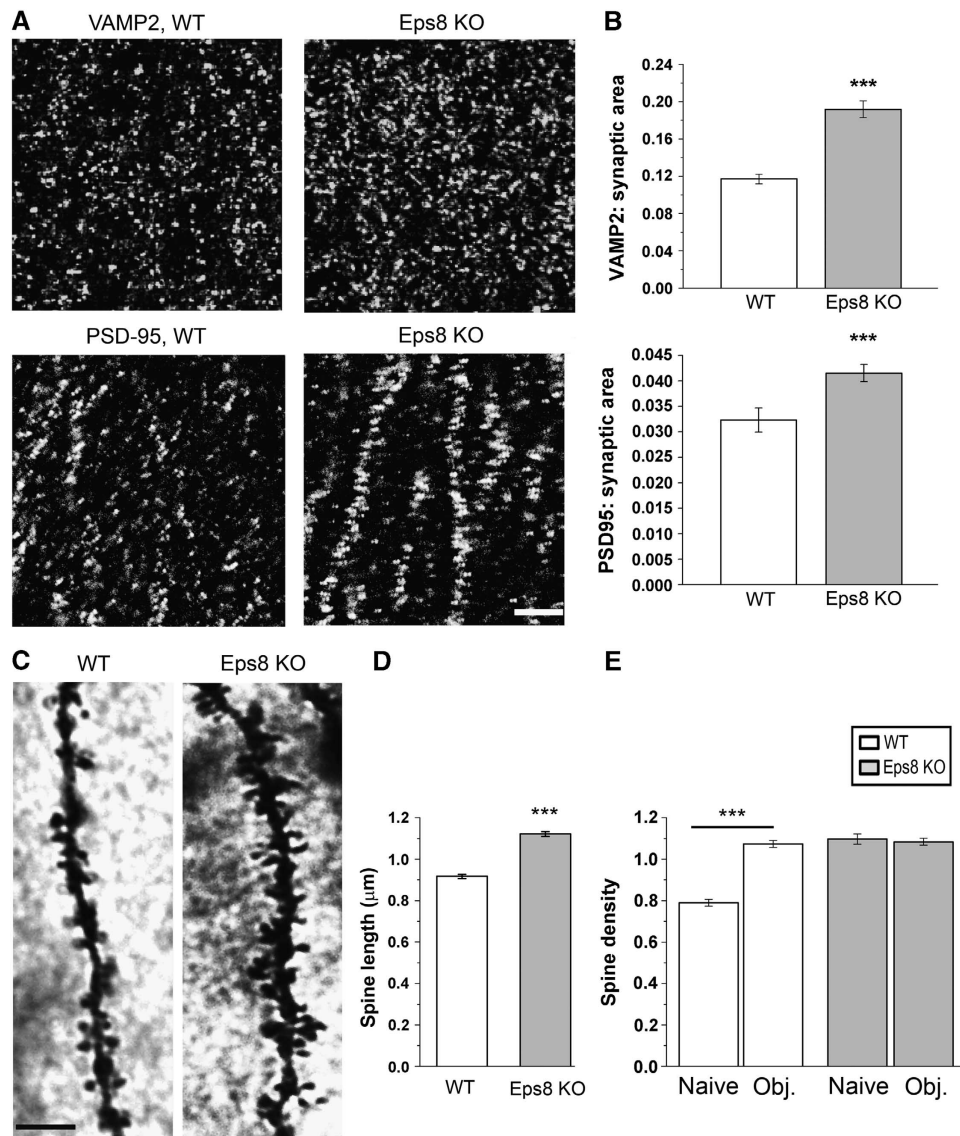 A
VAMP2, WT
Eps8 KO
PSD-95, WT
Eps8 KO
B
VAMP2: synaptic area
0.24
0.20
0.16
0.12
0.08
0.04
0.00
***
WT
Eps8 KO
PSD95: synaptic area
0.045
0.040
0.035
0.030
0.025
0.020
0.015
0.010
0.005
0.000
***
WT
Eps8 KO
C
WT
Eps8 KO
D
Spine length (μm)
1.2
1.0
0.8
0.6
0.4
0.2
0.0
***
WT
Eps8 KO
E
WT
Eps8 KO
Spine density
1.2
1.0
0.8
0.6
0.4
0.2
0.0
***
Naive Obj. Naive Obj.